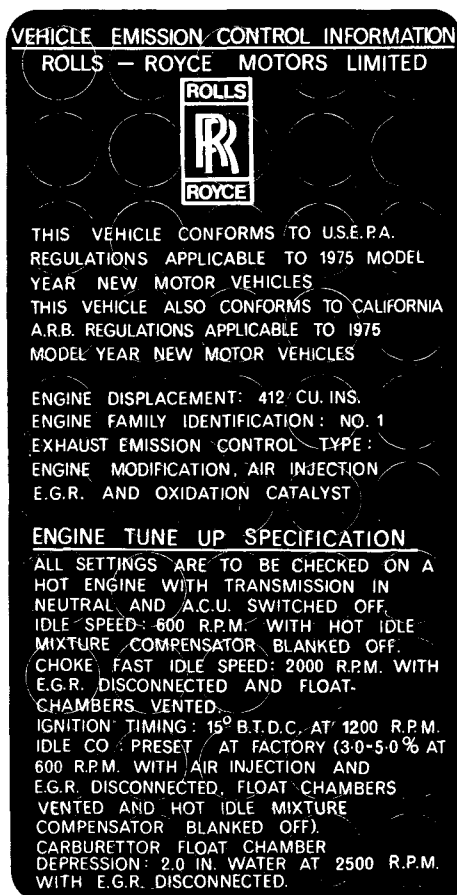 VEHICLE EMISSION CONTROL INFORMATION
ROLLS – ROYCE MOTORS LIMITED
ROLLS
RR
ROYCE
THIS VEHICLE CONFORMS TO U.S.E.P.A.
REGULATIONS APPLICABLE TO 1975 MODEL
YEAR NEW MOTOR VEHICLES
THIS VEHICLE ALSO CONFORMS TO CALIFORNIA
A.R.B. REGULATIONS APPLICABLE TO 1975
MODEL YEAR NEW MOTOR VEHICLES
ENGINE DISPLACEMENT: 412 CU. INS.
ENGINE FAMILY IDENTIFICATION: NO. 1
EXHAUST EMISSION CONTROL TYPE:
ENGINE MODIFICATION, AIR INJECTION
E.G.R. AND OXIDATION CATALYST
ENGINE TUNE UP SPECIFICATION
ALL SETTINGS ARE TO BE CHECKED ON A
HOT ENGINE WITH TRANSMISSION IN
NEUTRAL AND A.C.U. SWITCHED OFF.
IDLE SPEED: 600 R.P.M. WITH HOT IDLE
MIXTURE COMPENSATOR BLANKED OFF.
CHOKE FAST IDLE SPEED: 2000 R.P.M. WITH
E.G.R. DISCONNECTED AND FLOAT-
CHAMBERS VENTED.
IGNITION TIMING: 15° B.T.D.C. AT 1200 R.P.M.
IDLE CO : PRESET AT FACTORY (3.0-5.0% AT
600 R.P.M. WITH AIR INJECTION AND
E.G.R. DISCONNECTED, FLOAT CHAMBERS
VENTED AND HOT IDLE MIXTURE
COMPENSATOR BLANKED OFF).
CARBURETTOR FLOAT CHAMBER
DEPRESSION: 2.0 IN. WATER AT 2500 R.P.M.
WITH E.G.R. DISCONNECTED.